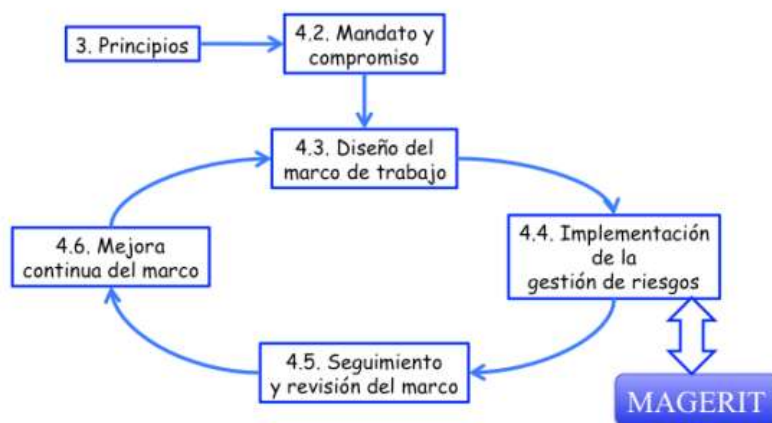 3. Principios
4.2. Mandato y
compromiso
4.3. Diseño del
marco de trabajo
4.4. Implementación
de la
gestión de riesgos
4.6. Mejora
continua del marco
4.5. Seguimiento
y revisión del marco
MAGERIT